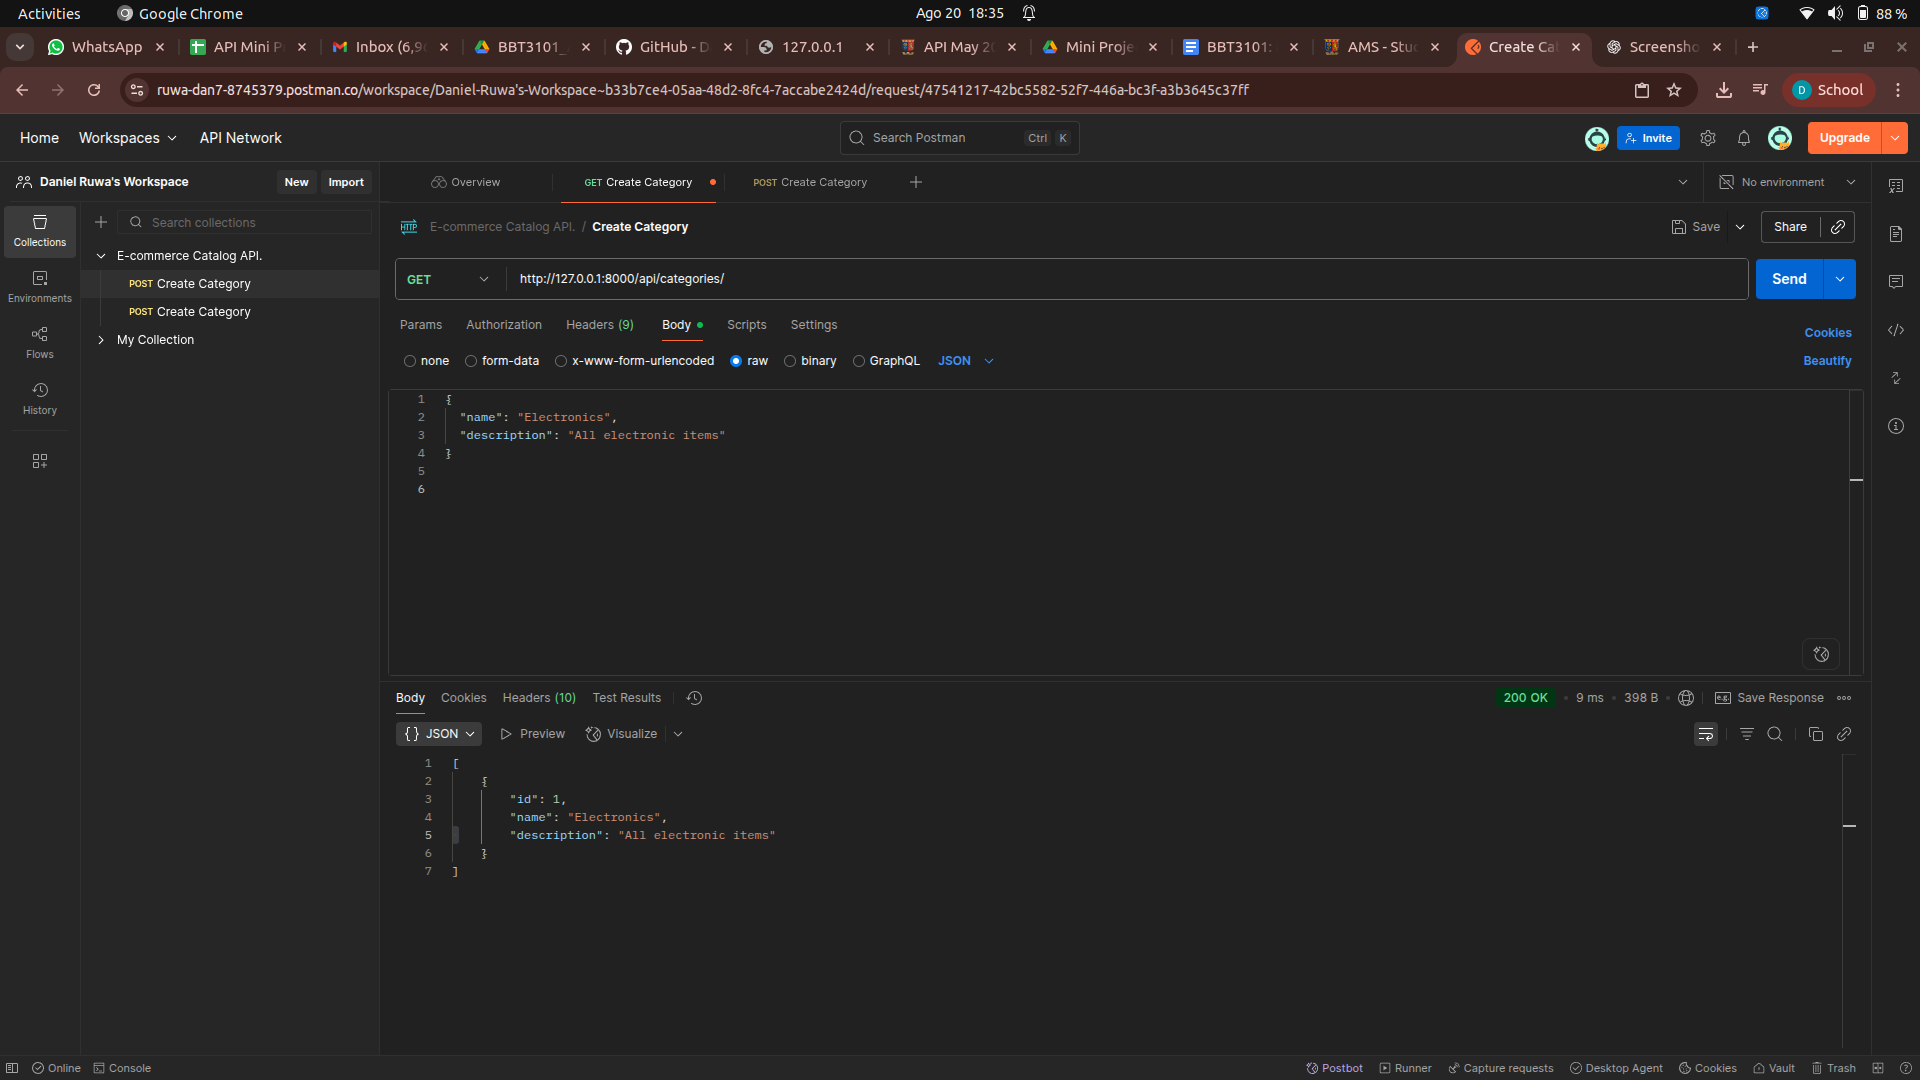 Activities Google Chrome Ago 20 18:35 88 %
WhatsApp API Mini P Inbox (6,9 BBT3101_ GitHub - D 127.0.0.1 API May 20 Mini Proje BBT3101: AMS - Stud Create Cat Screensho
ruwa-dan7-8745379.postman.co/workspace/Daniel-Ruwa's-Workspace~b33b7ce4-05aa-48d2-8fc4-7accabe2424d/request/47541217-42bc5582-52f7-446a-bc3f-a3b3645c37ff D School
Home Workspaces API Network Search Postman Ctrl K Invite Upgrade
Daniel Ruwa's Workspace New Import Overview GET Create Category POST Create Category No environment
Search collections
HTTP E-commerce Catalog API. / Create Category Save Share
Collections
Environments
Flows
History
E-commerce Catalog API.
POST Create Category
POST Create Category
My Collection
GET http://127.0.0.1:8000/api/categories/ Send
Params Authorization Headers (9) Body Scripts Settings Cookies
none form-data x-www-form-urlencoded raw binary GraphQL JSON Beautify
1 {
2 "name": "Electronics",
3 "description": "All electronic items"
4 }
5
6
Body Cookies Headers (10) Test Results 200 OK • 9 ms • 398 B • e.g. Save Response
{} JSON Preview Visualize
1 [
2 {
3 "id": 1,
4 "name": "Electronics",
5 "description": "All electronic items"
6 }
7 ]
Online Console Postbot Runner Capture requests Desktop Agent Cookies Vault Trash